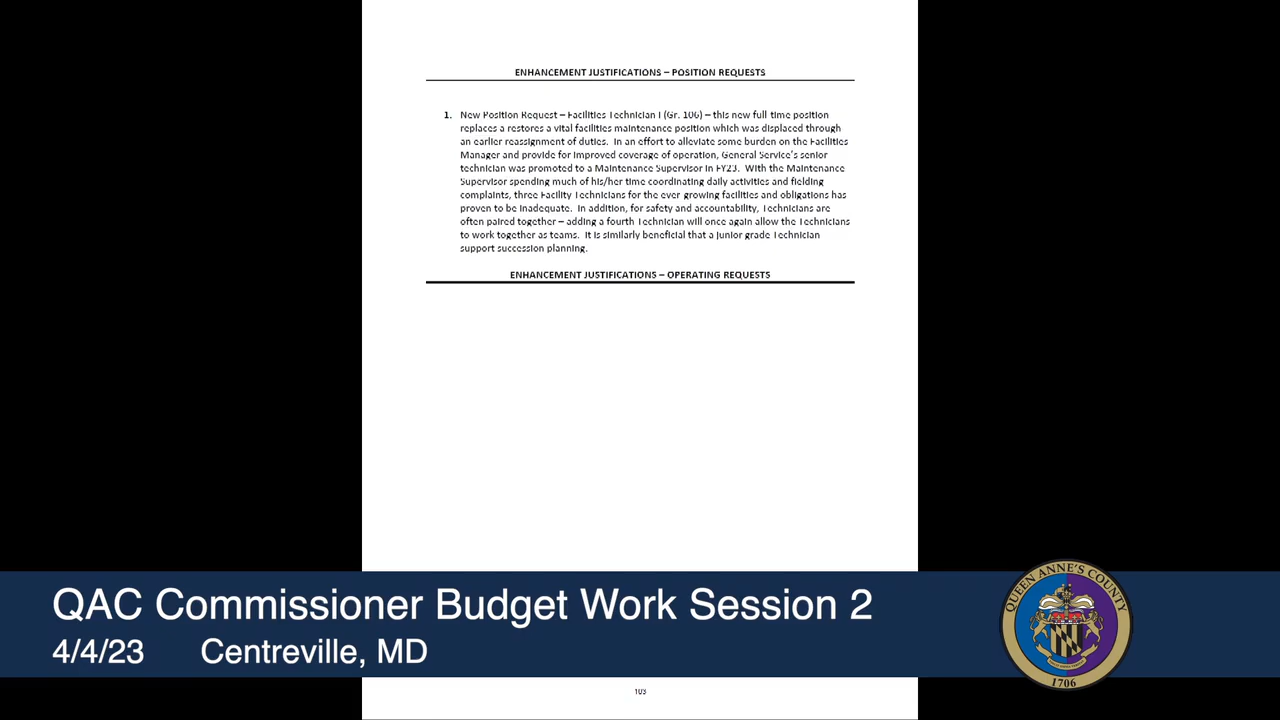 ENHANCEMENT JUSTIFICATIONS – POSITION REQUESTS
1. New Position Request – Facilities Technician I (Gr. 106) – this new full time position
replaces a restores a vital facilities maintenance position which was displaced through
an earlier reassignment of duties. In an effort to alleviate some burden on the Facilities
Manager and provide for improved coverage of operation, General Service's senior
technician was promoted to a Maintenance Supervisor in FY23. With the Maintenance
Supervisor spending much of his/her time coordinating daily activities and fielding
complaints, three Facility Technicians for the ever growing facilities and obligations has
proven to be inadequate. In addition, for safety and accountability, Technicians are
often paired together – adding a fourth Technician will once again allow the Technicians
to work together as teams. It is similarly beneficial that a junior grade Technician
support succession planning.
ENHANCEMENT JUSTIFICATIONS – OPERATING REQUESTS
QAC Commissioner Budget Work Session 2
4/4/23 Centreville, MD
QUEEN ANNE'S COUNTY
1706
103